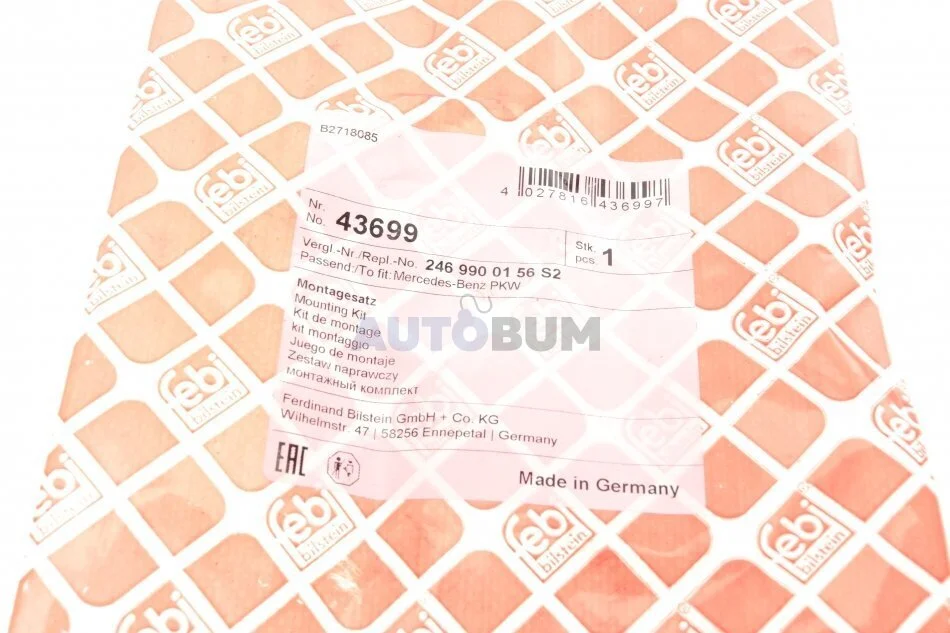 B2718085
4 027816 436997
Nr.
No. 43699
Stk.
pcs 1
Vergl.-Nr./Repl.-No. 246 990 01 56 S2
Passend:/To fit: Mercedes-Benz PKW
Montagesatz
Mounting Kit
Kit de montage
kit montaggio
Juego de montaje
Zestaw naprawczy
монтажный комплект
AUTOBUM
Ferdinand Bilstein GmbH + Co. KG
Wilhelmstr. 47 | 58256 Ennepetal | Germany
EAC
Made in Germany
febi
bilstein